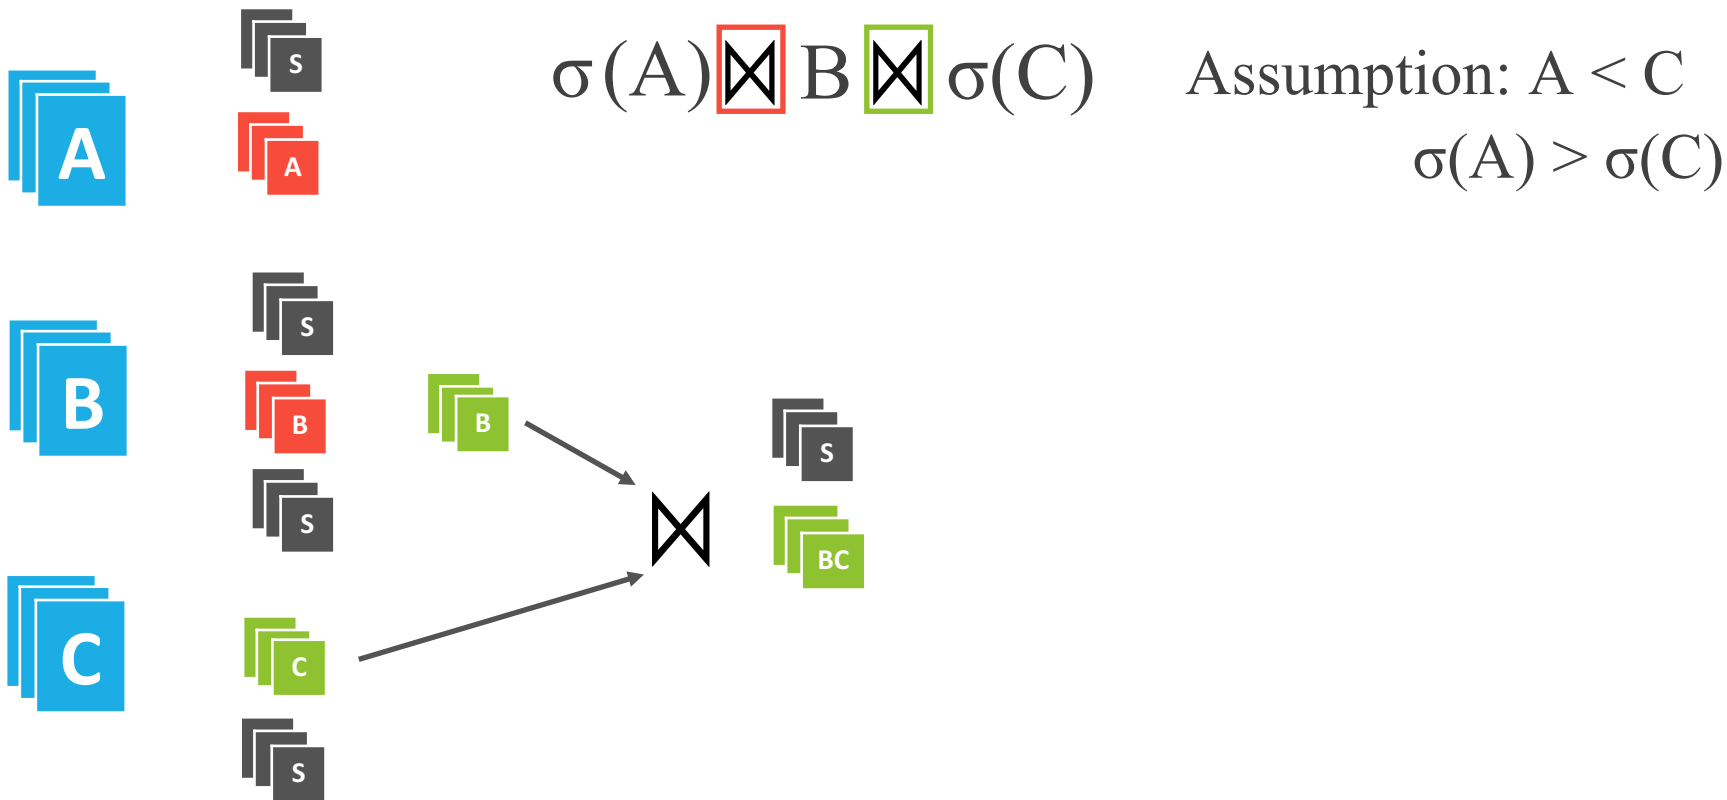 S
σ(A) ⋈ B ⋈ σ(C)
Assumption: A < C
σ(A) > σ(C)
A
A
S
B
B
B
S
S
⋈
BC
C
C
S